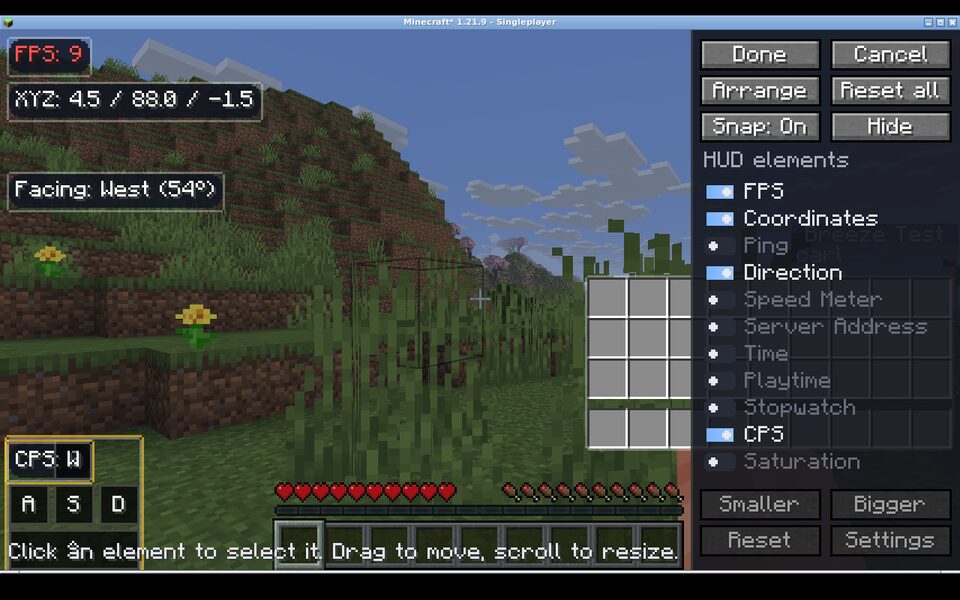 Minecraft* 1.21.9 - Singleplayer
FPS: 9
XYZ: 4.5 / 88.0 / -1.5
Facing: West (54°)
CPS: W
A S D
Click an element to select it. Drag to move, scroll to resize.
Done Cancel
Arrange Reset all
Snap: On Hide
HUD elements
FPS
Coordinates
Ping
Direction
Speed Meter
Server Address
Time
Playtime
Stopwatch
CPS
Saturation
Smaller Bigger
Reset Settings